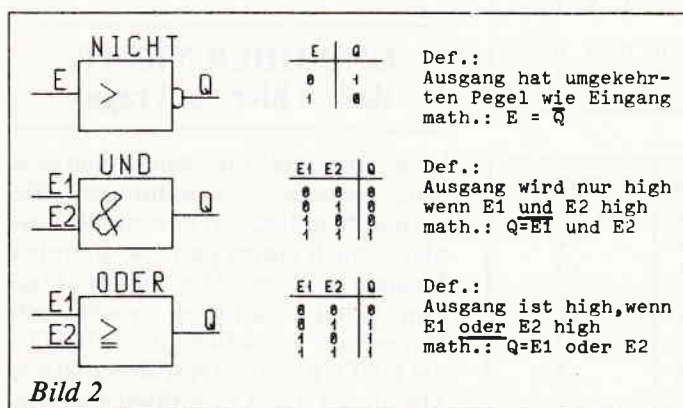 NICHT
E
>
Q
E Q
0 1
1 0
Def.:
Ausgang hat umgekehr-
ten Pegel wie Eingang
math.: E = Q̅
UND
E1
E2
&
Q
E1 E2 Q
0 0 0
0 1 0
1 0 0
1 1 1
Def.:
Ausgang wird nur high
wenn E1 und E2 high
math.: Q=E1 und E2
ODER
E1
E2
≥
Q
E1 E2 Q
0 0 0
0 1 1
1 0 1
1 1 1
Def.:
Ausgang ist high,wenn
E1 oder E2 high
math.: Q=E1 oder E2
Bild 2